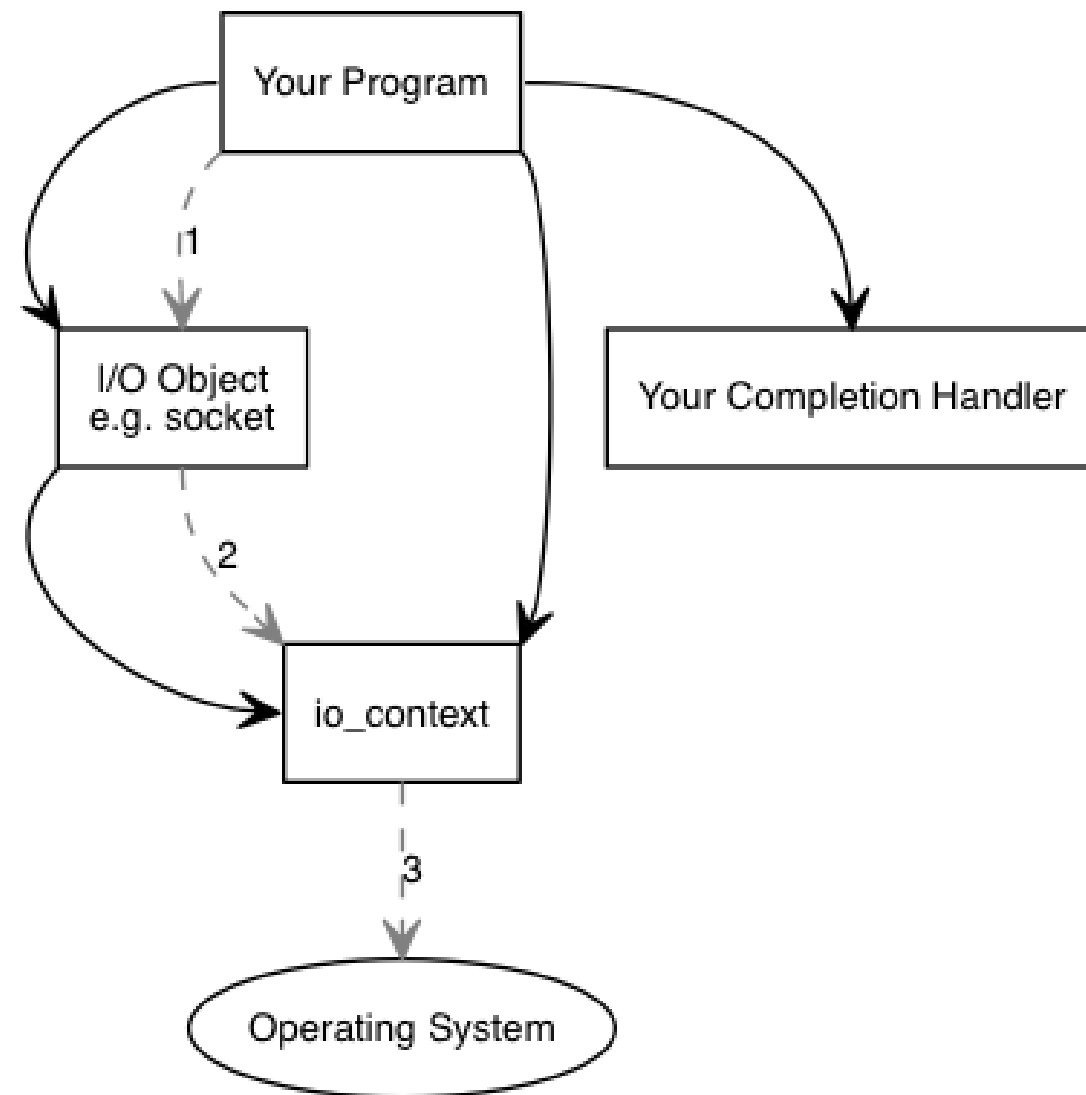 Your Program
1
I/O Object
e.g. socket
Your Completion Handler
2
io_context
3
Operating System